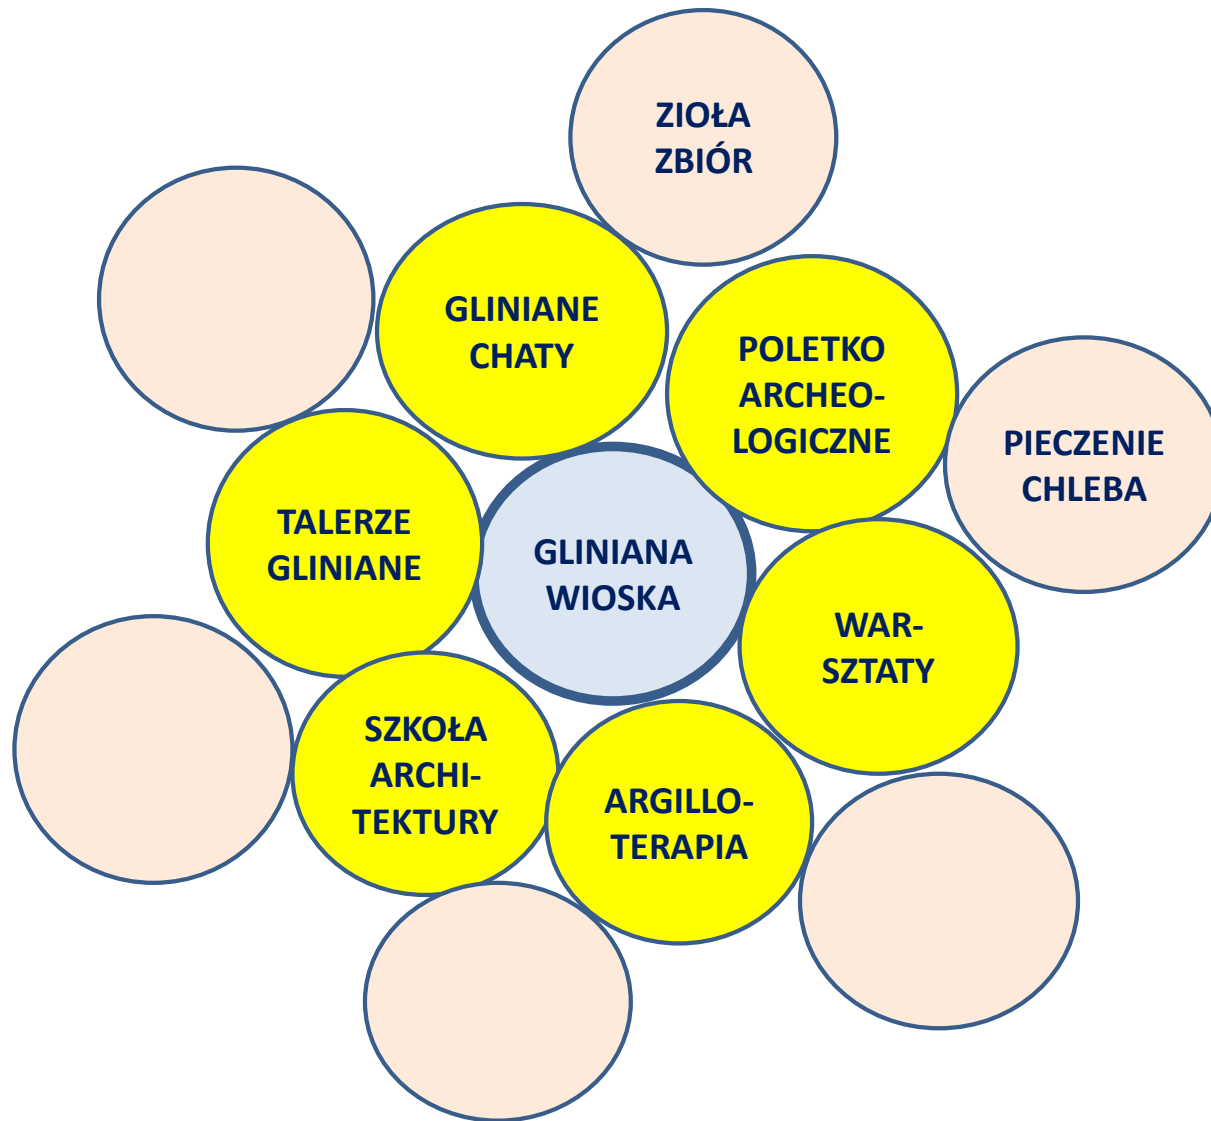 ZIOŁA
ZBIÓR
GLINIANE
CHATY
POLETKO
ARCHEO-
LOGICZNE
PIECZENIE
CHLEBA
TALERZE
GLINIANE
GLINIANA
WIOSKA
WAR-
SZTATY
SZKOŁA
ARCHI-
TEKTURY
ARGILLO-
TERAPIA